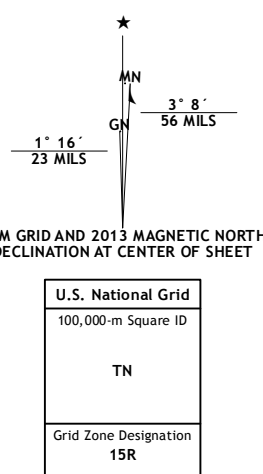 ★
MN
3° 8´
56 MILS
GN
1° 16´
23 MILS
M GRID AND 2013 MAGNETIC NORTH
DECLINATION AT CENTER OF SHEET
U.S. National Grid
100,000-m Square ID
TN
Grid Zone Designation
15R